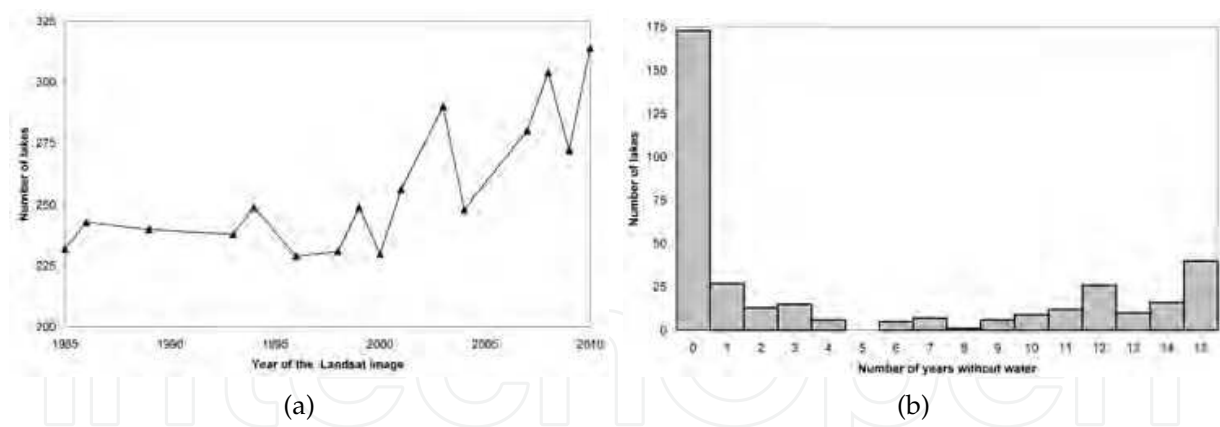 325
300
275
250
225
200
Number of lakes
1985 1990 1995 2000 2005 2010
Year of the Landsat Image
(a)
175
150
125
100
75
50
25
0
Number of lakes
0 1 2 3 4 5 6 7 8 9 10 11 12 13 14 15
Number of years without water
(b)
intechopen